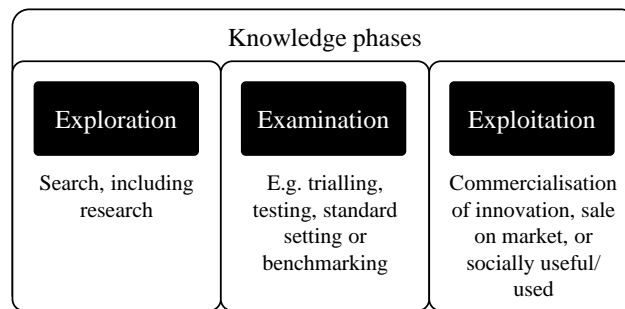 Knowledge phases
Exploration
Search, including
research
Examination
E.g. trialling,
testing, standard
setting or
benchmarking
Exploitation
Commercialisation
of innovation, sale
on market, or
socially useful/
used